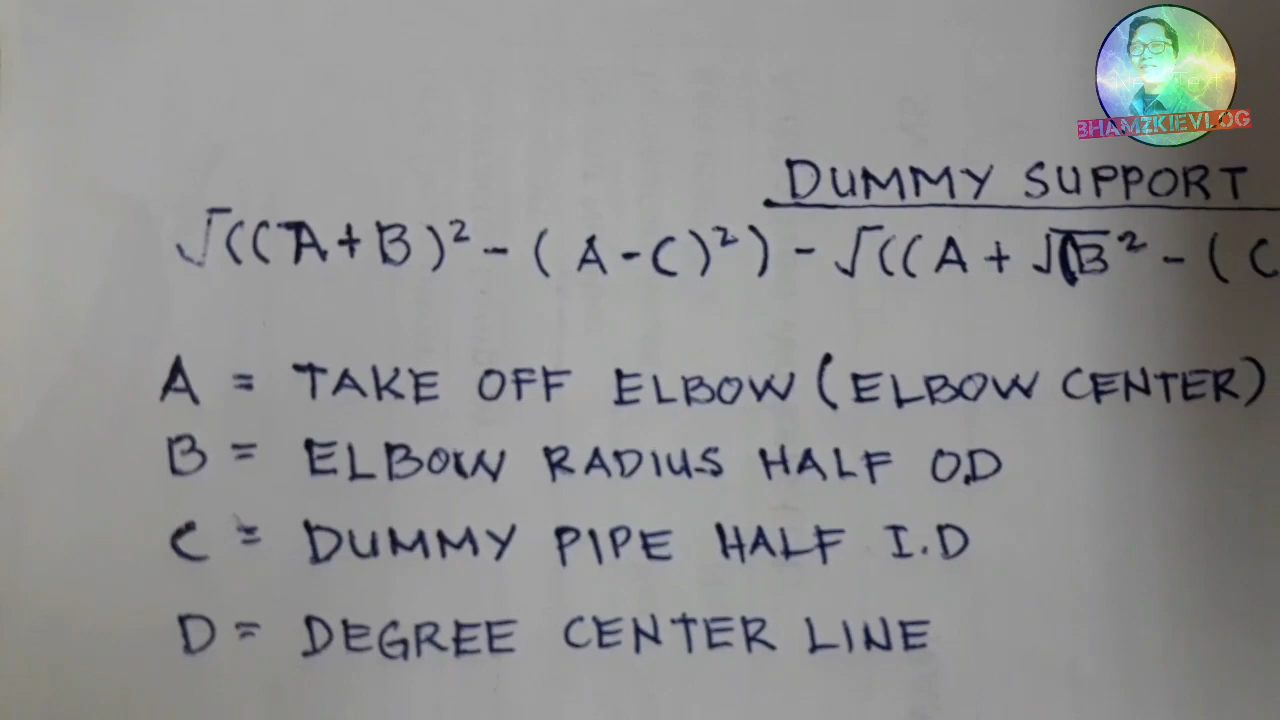 BHAMZKIEVLOG
DUMMY SUPPORT
√((A+B)² - (A-C)²) - √((A + √(B² - (C
A = TAKE OFF ELBOW (ELBOW CENTER)
B = ELBOW RADIUS HALF O.D
C = DUMMY PIPE HALF I.D
D = DEGREE CENTER LINE